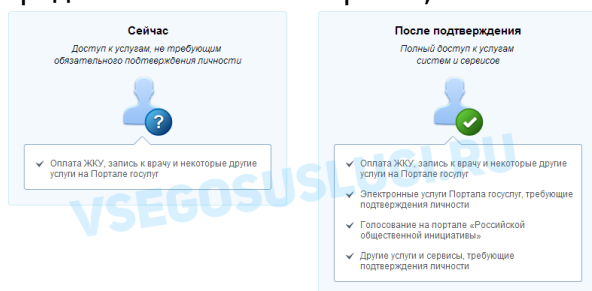 Сейчас
Доступ к услугам, не требующим
обязательного подтверждения личности
?
Оплата ЖКУ, запись к врачу и некоторые другие
услуги на Портале госулуг
После подтверждения
Полный доступ к услугам
систем и сервисов
Оплата ЖКУ, запись к врачу и некоторые другие
услуги на Портале госулуг
Электронные услуги Портала госуслуг, требующие
подтверждения личности
Голосование на портале «Российской
общественной инициативы»
Другие услуги и сервисы, требующие
подтверждения личности
VSEGOSUSLUGI.RU